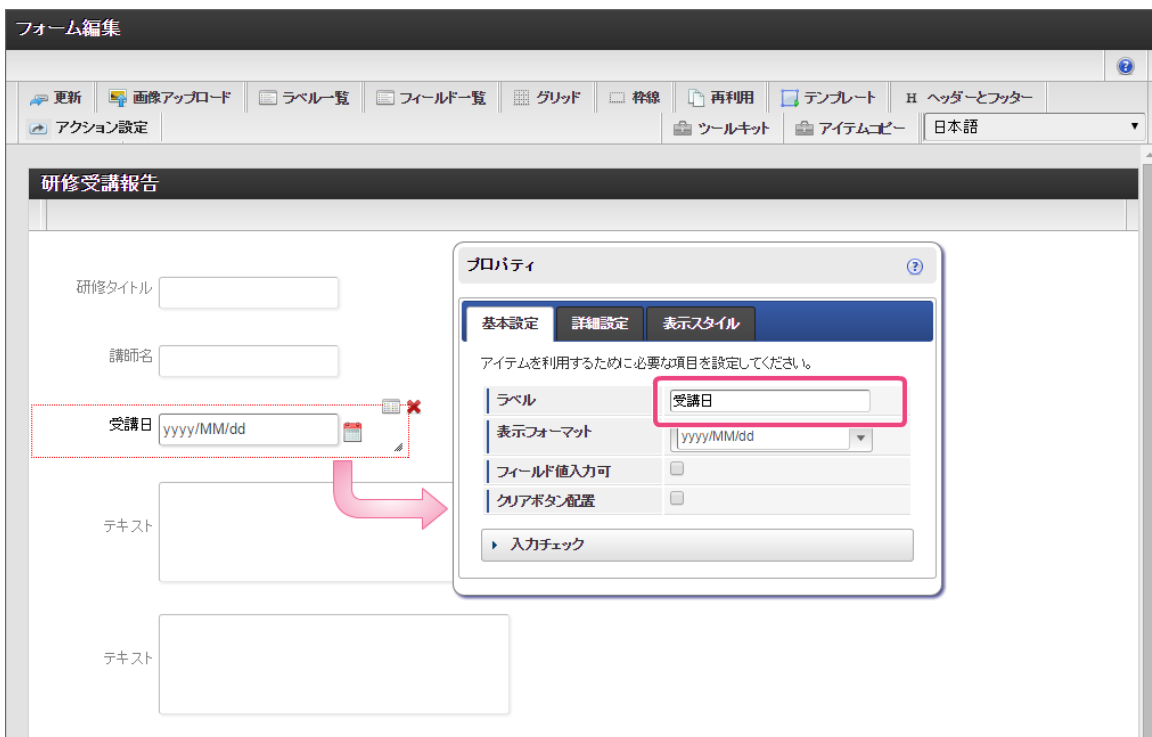 フォーム編集
更新 画像アップロード ラベル一覧 フィールド一覧 グリッド 枠線 再利用 テンプレート H ヘッダーとフッター
アクション設定 ツールキット アイテムコピー 日本語
研修受講報告
プロパティ
研修タイトル
基本設定 詳細設定 表示スタイル
講師名
アイテムを利用するために必要な項目を設定してください。
ラベル 受講日
受講日 yyyy/MM/dd
表示フォーマット yyyy/MM/dd
フィールド値入力可
クリアボタン配置
テキスト
入力チェック
テキスト